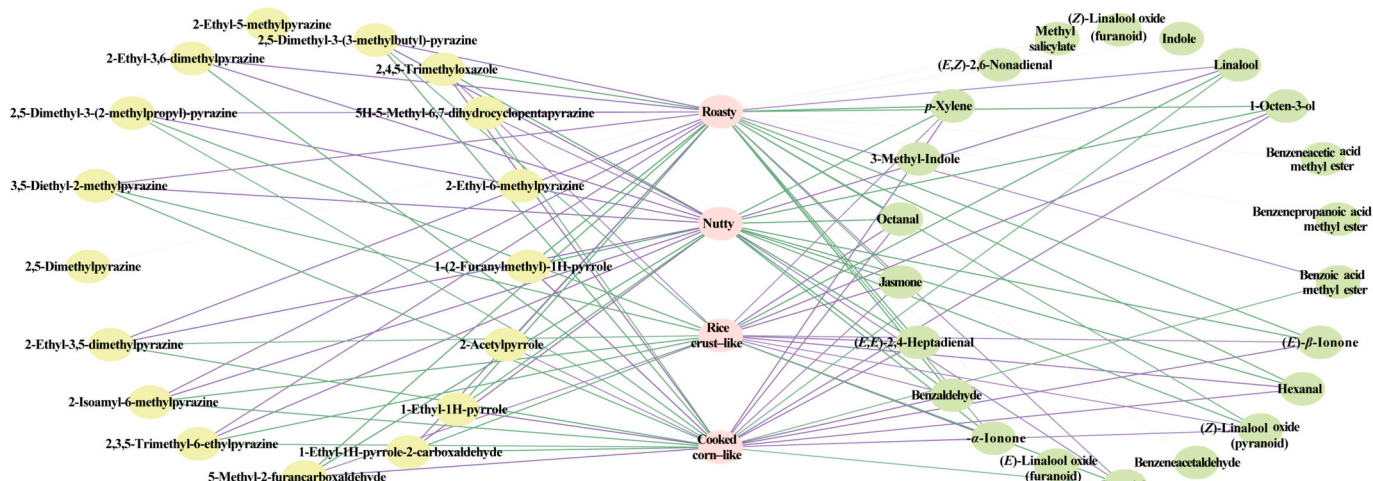 2-Ethyl-5-methylpyrazine
2,5-Dimethyl-3-(3-methylbutyl)-pyrazine
2-Ethyl-3,6-dimethylpyrazine
2,4,5-Trimethyloxazole
2,5-Dimethyl-3-(2-methylpropyl)-pyrazine
5H-5-Methyl-6,7-dihydrocyclopentapyrazine
3,5-Diethyl-2-methylpyrazine
2-Ethyl-6-methylpyrazine
2,5-Dimethylpyrazine
1-(2-Furanylmethyl)-1H-pyrrole
2-Ethyl-3,5-dimethylpyrazine
2-Acetylpyrrole
2-Isoamyl-6-methylpyrazine
1-Ethyl-1H-pyrrole
2,3,5-Trimethyl-6-ethylpyrazine
1-Ethyl-1H-pyrrole-2-carboxaldehyde
5-Methyl-2-furancarboxaldehyde
Roasty
Nutty
Rice
crust–like
Cooked
corn–like
(Z)-Linalool oxide
(furanoid)
Methyl
salicylate
Indole
(E,Z)-2,6-Nonadienal
Linalool
p-Xylene
1-Octen-3-ol
3-Methyl-Indole
Benzeneacetic acid
methyl ester
Octanal
Benzenepropanoic acid
methyl ester
Jasmone
Benzoic acid
methyl ester
(E,E)-2,4-Heptadienal
(E)-β-Ionone
Benzaldehyde
Hexanal
-α-Ionone
(Z)-Linalool oxide
(pyranoid)
(E)-Linalool oxide
(furanoid)
Benzeneacetaldehyde